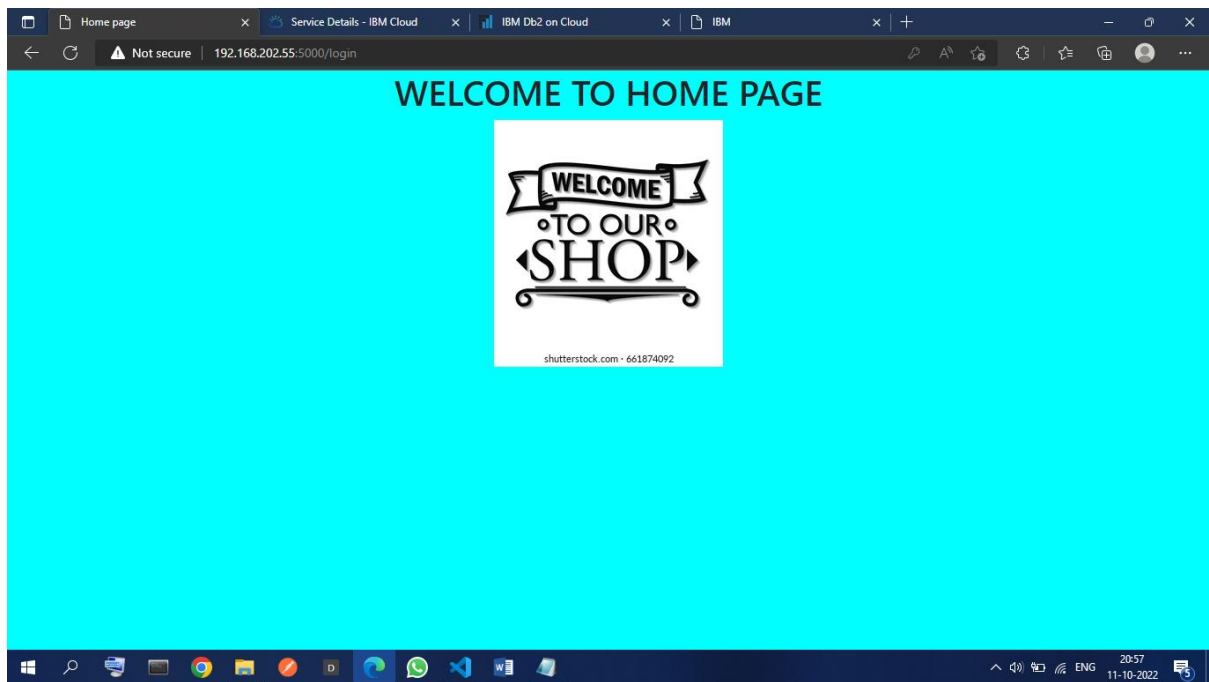 Home page
Service Details - IBM Cloud
IBM Db2 on Cloud
IBM
Not secure
192.168.202.55:5000/login
WELCOME TO HOME PAGE
WELCOME
TO OUR
SHOP
shutterstock.com · 661874092
D
W
ENG
20:57
11-10-2022
5